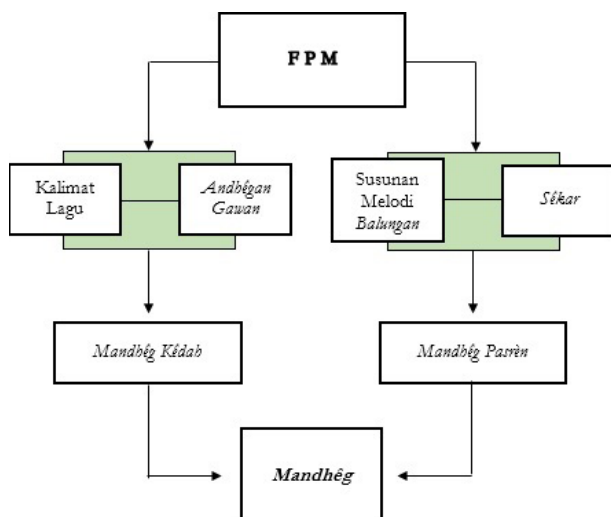 F P M
Kalimat
Lagu
Andhêgan
Gawan
Susunan
Melodi
Balungan
Sêkar
Mandhêg Kêdah
Mandhêg Pasrèn
Mandhêg